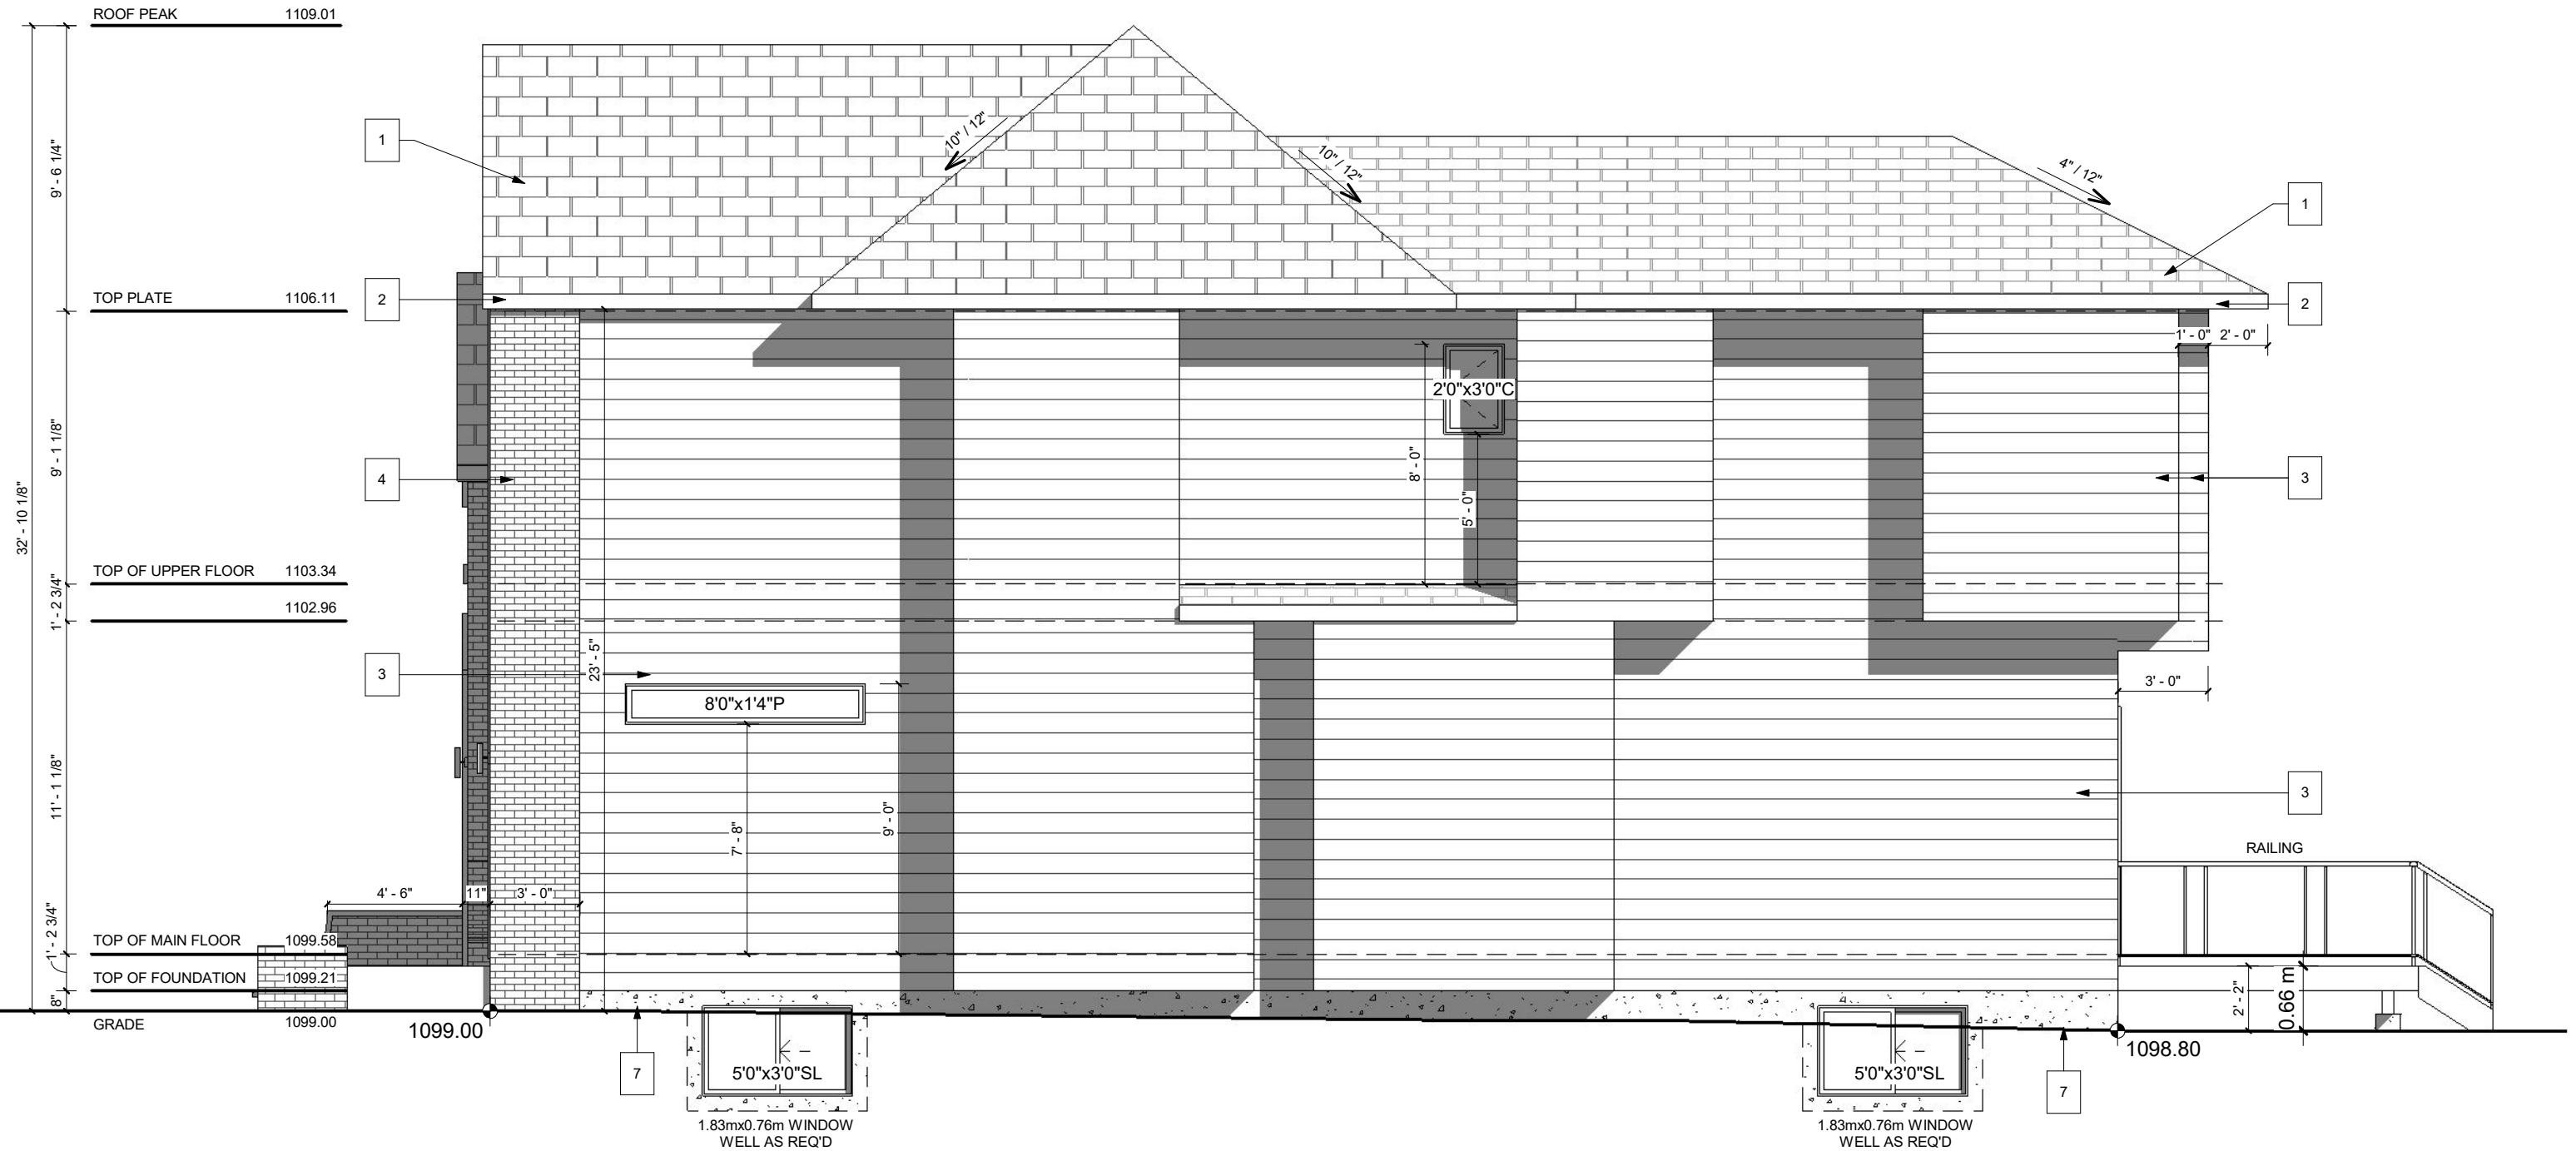 ROOF PEAK 1109.01
10" / 12"
10" / 12"
4" / 12"
1
1
9' - 6 1/4"
TOP PLATE 1106.11
2
2
1' - 0" 2' - 0"
2'0"x3'0"C
9' - 1 1/8"
8' - 0"
5' - 0"
4
3
32' - 10 1/8"
TOP OF UPPER FLOOR 1103.34
1' - 2 3/4"
1102.96
23' - 5"
3
3' - 0"
8'0"x1'4"P
11' - 1 1/8"
7' - 8"
9' - 0"
3
RAILING
4' - 6" 11" 3' - 0"
1' - 2 3/4"
TOP OF MAIN FLOOR 1099.58
TOP OF FOUNDATION 1099.21
8"
2' - 2"
0.66 m
GRADE 1099.00
1099.00
1098.80
7
5'0"x3'0"SL
5'0"x3'0"SL
7
1.83mx0.76m WINDOW
WELL AS REQ'D
1.83mx0.76m WINDOW
WELL AS REQ'D